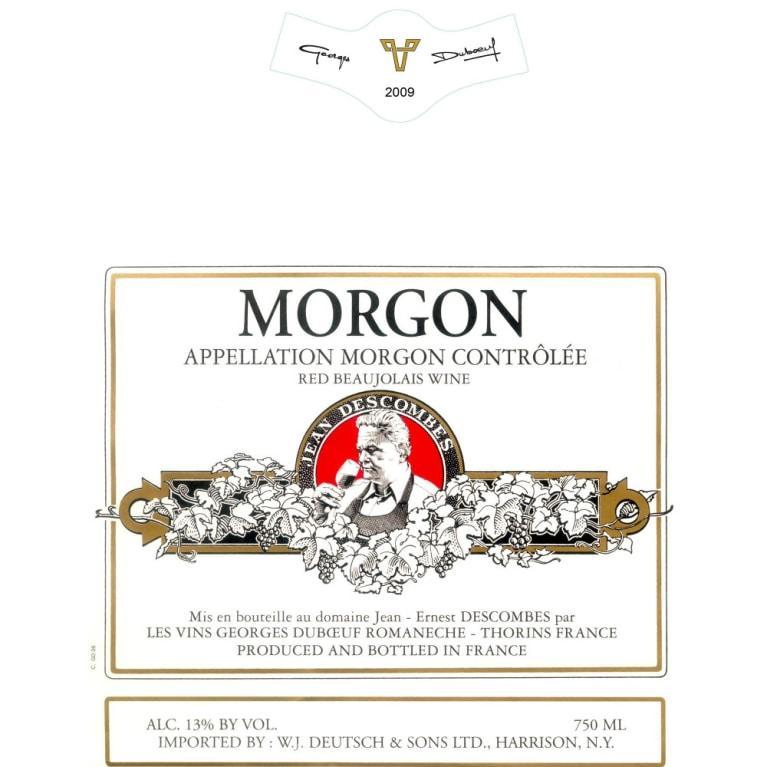 Georges Dubœuf
2009
MORGON
APPELLATION MORGON CONTRÔLÉE
RED BEAUJOLAIS WINE
JEAN DESCOMBES
Mis en bouteille au domaine Jean - Ernest DESCOMBES par
LES VINS GEORGES DUBŒUF ROMANECHE - THORINS FRANCE
PRODUCED AND BOTTLED IN FRANCE
ALC. 13% BY VOL. 750 ML
IMPORTED BY : W.J. DEUTSCH & SONS LTD., HARRISON, N.Y.